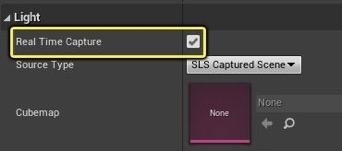 Light
Real Time Capture
Source Type SLS Captured Scene
Cubemap None None